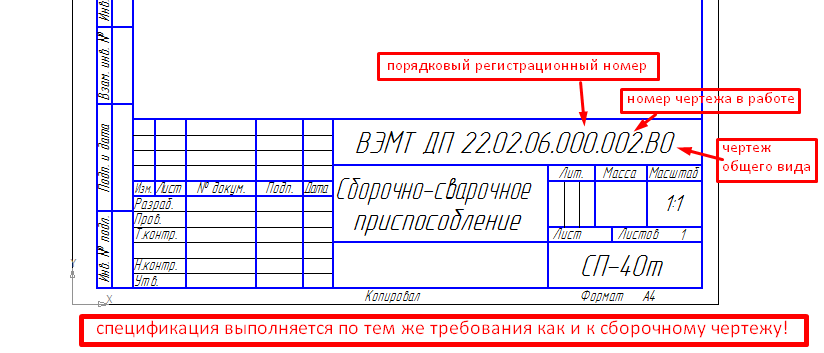 порядковый регистрационный номер
номер чертежа в работе
чертеж
общего вида
Инв.
Взам. инв. №
Подп. и дата
Инв. № подл.
ВЭМТ ДП 22.02.06.000.002.ВО
Изм. Лист № докум. Подп. Дата
Разраб.
Пров.
Т.контр.
Н.контр.
Утв.
Сборочно-сварочное
приспособление
Лит. Масса Масштаб
1:1
Лист Листов 1
СП-40т
Копировал Формат А4
Y
X
спецификация выполняется по тем же требования как и к сборочному чертежу!